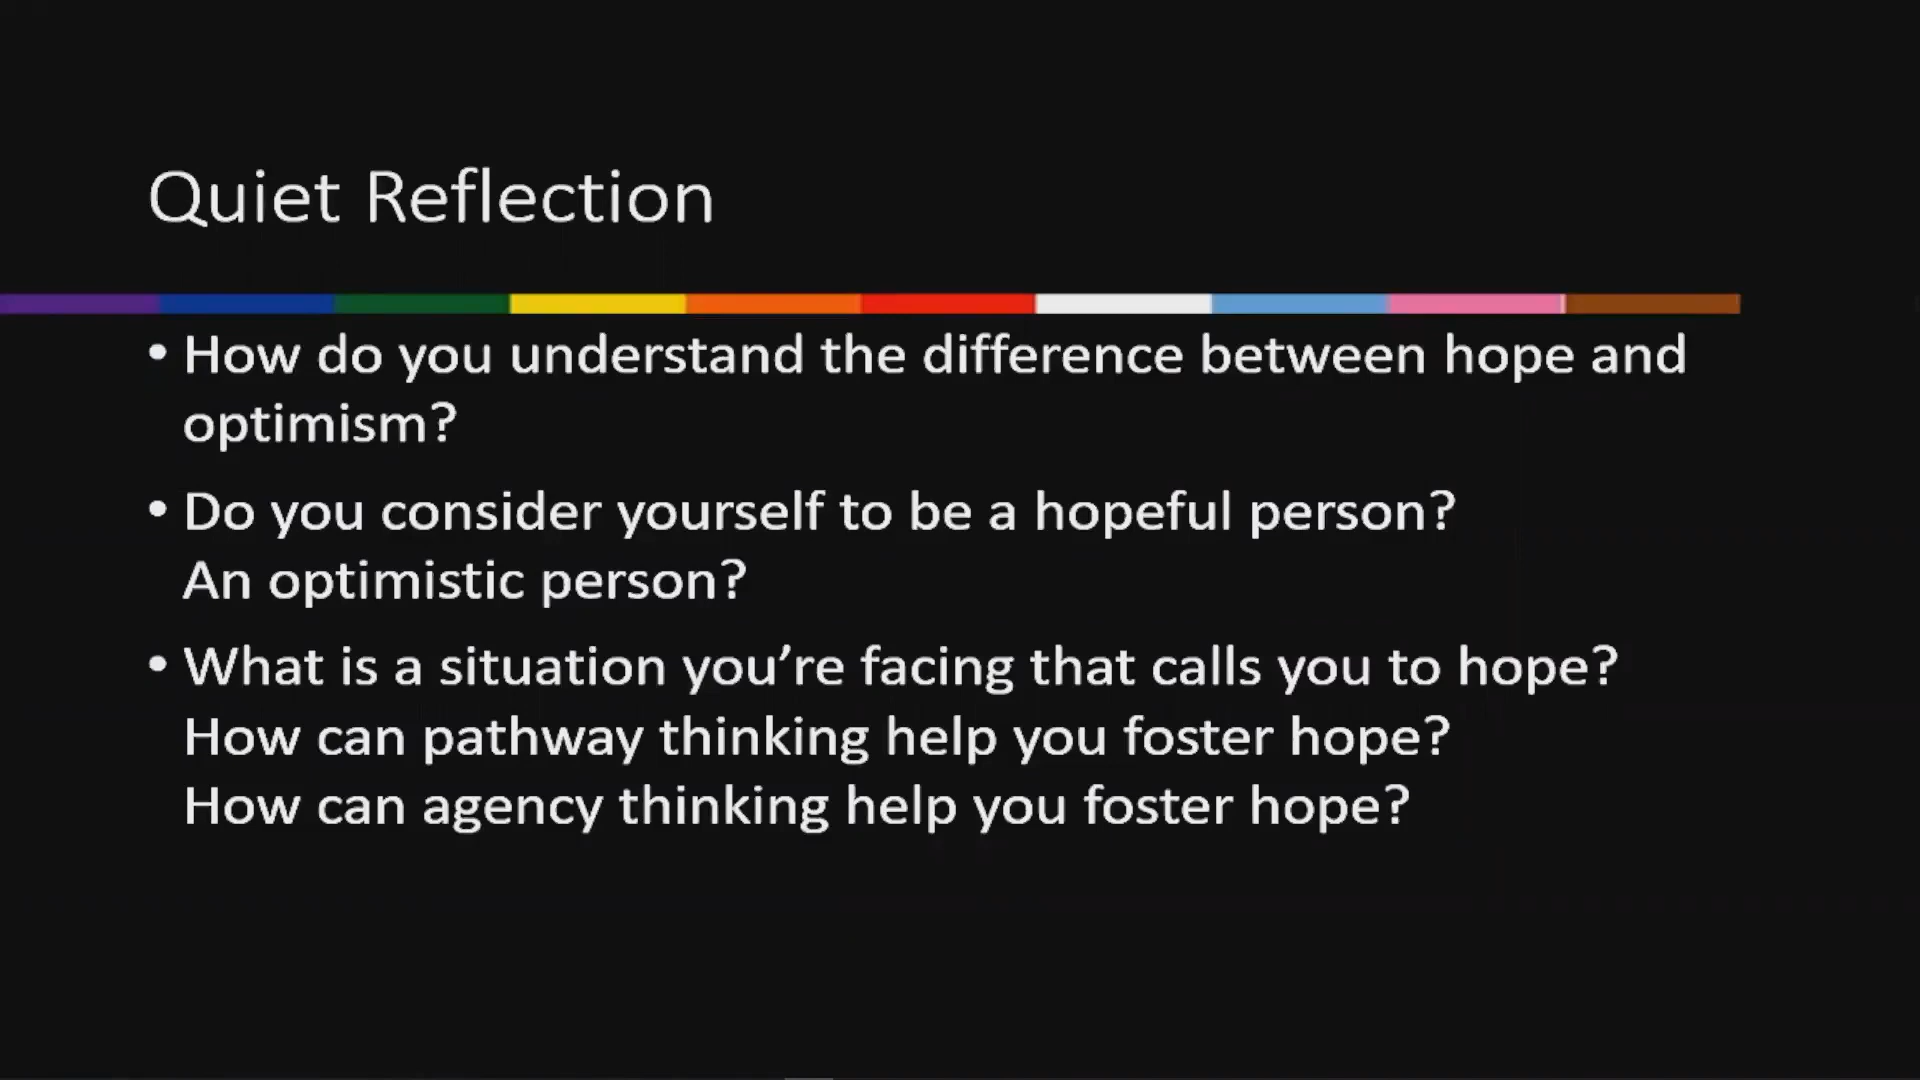 Quiet Reflection
• How do you understand the difference between hope and
optimism?
• Do you consider yourself to be a hopeful person?
An optimistic person?
• What is a situation you’re facing that calls you to hope?
How can pathway thinking help you foster hope?
How can agency thinking help you foster hope?